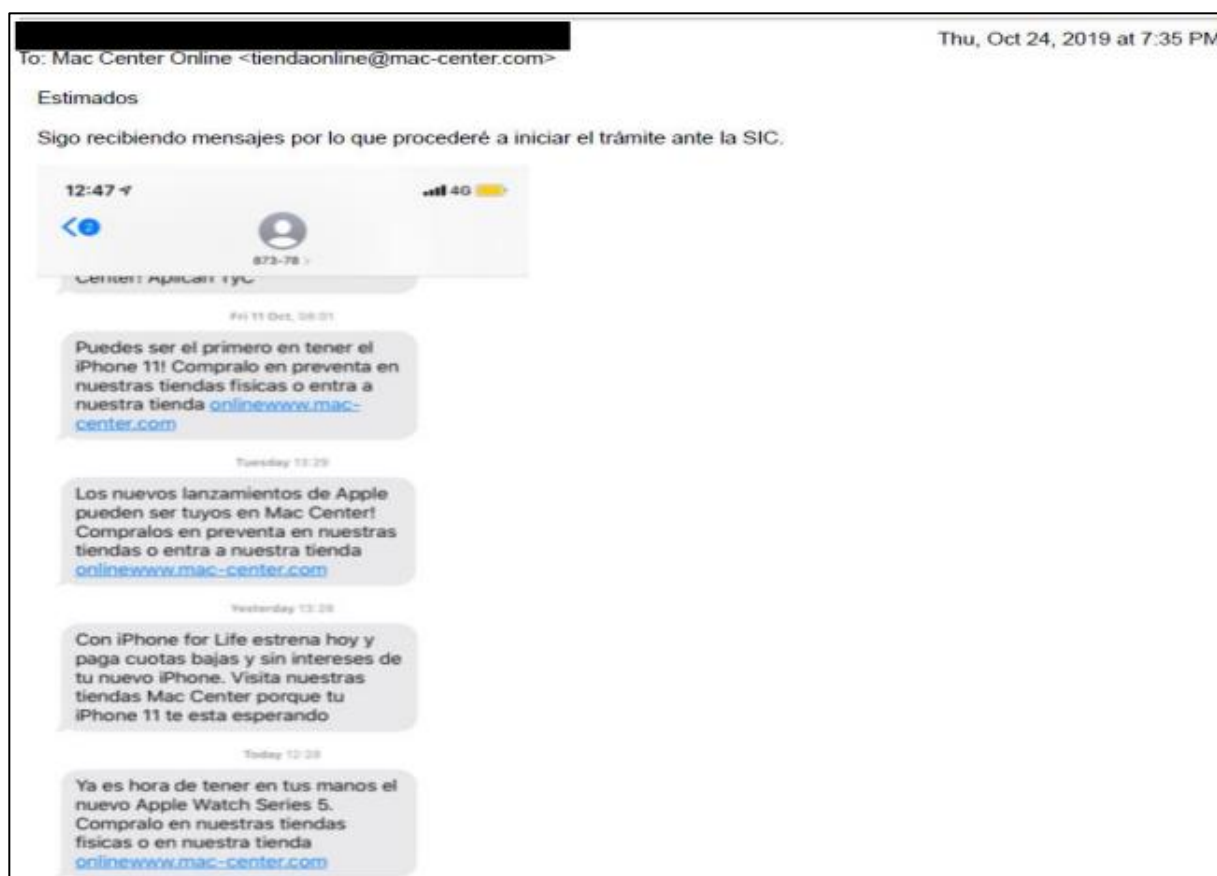 Thu, Oct 24, 2019 at 7:35 PM
To: Mac Center Online <tiendaonline@mac-center.com>
Estimados
Sigo recibiendo mensajes por lo que procederé a iniciar el trámite ante la SIC.
12:47
4G
2
873-78 >
Center! Aplican TyC
Fri 11 Oct, 08:01
Puedes ser el primero en tener el
iPhone 11! Compralo en preventa en
nuestras tiendas fisicas o entra a
nuestra tienda onlinewww.mac-
center.com
Tuesday 13:29
Los nuevos lanzamientos de Apple
pueden ser tuyos en Mac Center!
Compralos en preventa en nuestras
tiendas o entra a nuestra tienda
onlinewww.mac-center.com
Yesterday 13:28
Con iPhone for Life estrena hoy y
paga cuotas bajas y sin intereses de
tu nuevo iPhone. Visita nuestras
tiendas Mac Center porque tu
iPhone 11 te esta esperando
Today 12:28
Ya es hora de tener en tus manos el
nuevo Apple Watch Series 5.
Compralo en nuestras tiendas
fisicas o en nuestra tienda
onlinewww.mac-center.com